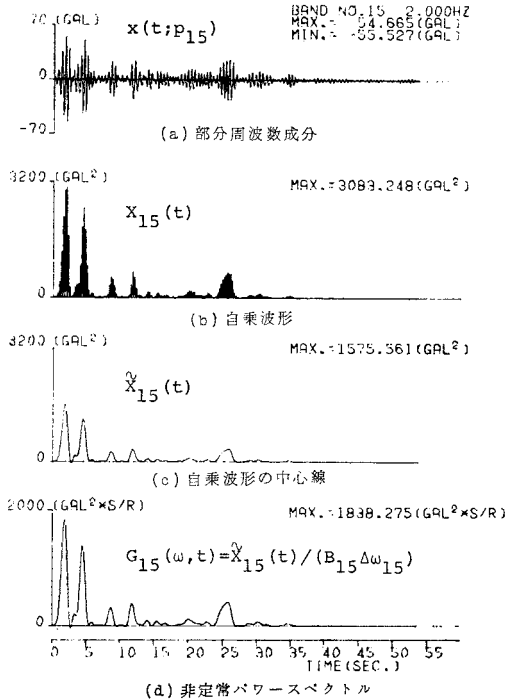 BAND NO.15 2.000HZ
MAX.= 54.665(GAL)
MIN.= -55.527(GAL)
70 (GAL)
x(t;p15)
0
-70
(a) 部分周波数成分
3200 (GAL²)
MAX.=3083.248(GAL²)
X15(t)
0
(b) 自乗波形
3200 (GAL²)
MAX.=1575.561(GAL²)
X̃15(t)
0
(c) 自乗波形の中心線
2000 (GAL²*S/R)
MAX.=1838.275(GAL²*S/R)
G15(ω,t)=X̃15(t)/(B15Δω15)
0
0 5 10 15 20 25 30 35 40 45 50 55
TIME(SEC.)
(d) 非定常パワースペクトル